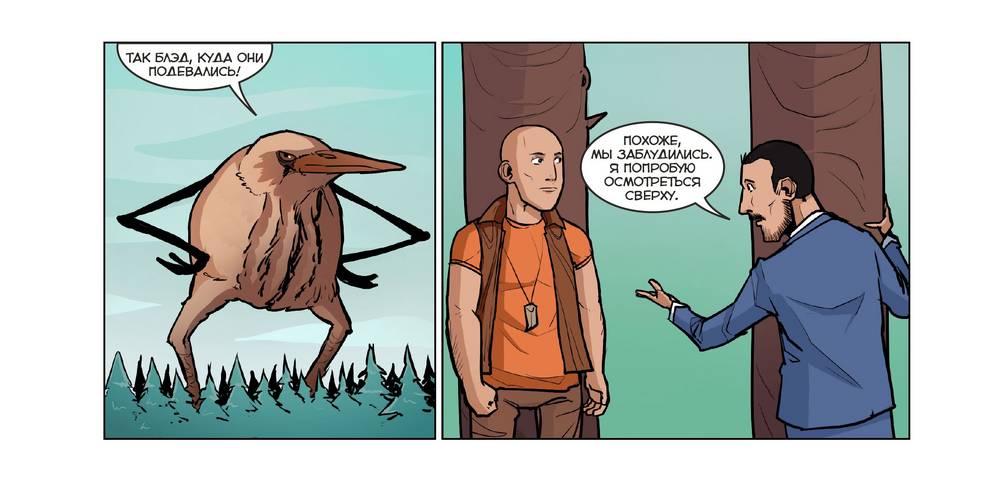 ТАК БЛЭД, КУДА ОНИ
ПОДЕВАЛИСЬ!
ПОХОЖЕ,
МЫ ЗАБЛУДИЛИСЬ.
Я ПОПРОБУЮ
ОСМОТРЕТЬСЯ
СВЕРХУ.